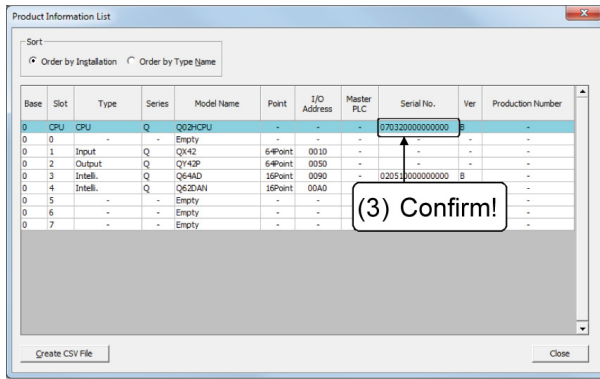 Product Information List
Sort
Order by Installation Order by Type Name
Base Slot Type Series Model Name Point I/O Address Master PLC Serial No. Ver Production Number
0 CPU CPU Q Q02HCPU - - - 070320000000000 B -
0 0 - - Empty - - - - - -
0 1 Input Q QX42 64Point 0010 - - - -
0 2 Output Q QY42P 64Point 0050 - - - -
0 3 Intelli. Q Q64AD 16Point 0090 - 020510000000000 B -
0 4 Intelli. Q Q62DAN 16Point 00A0 - -
0 5 - - Empty - - - -
0 6 - - Empty - - - -
0 7 - - Empty - - - -
(3) Confirm!
Create CSV File Close